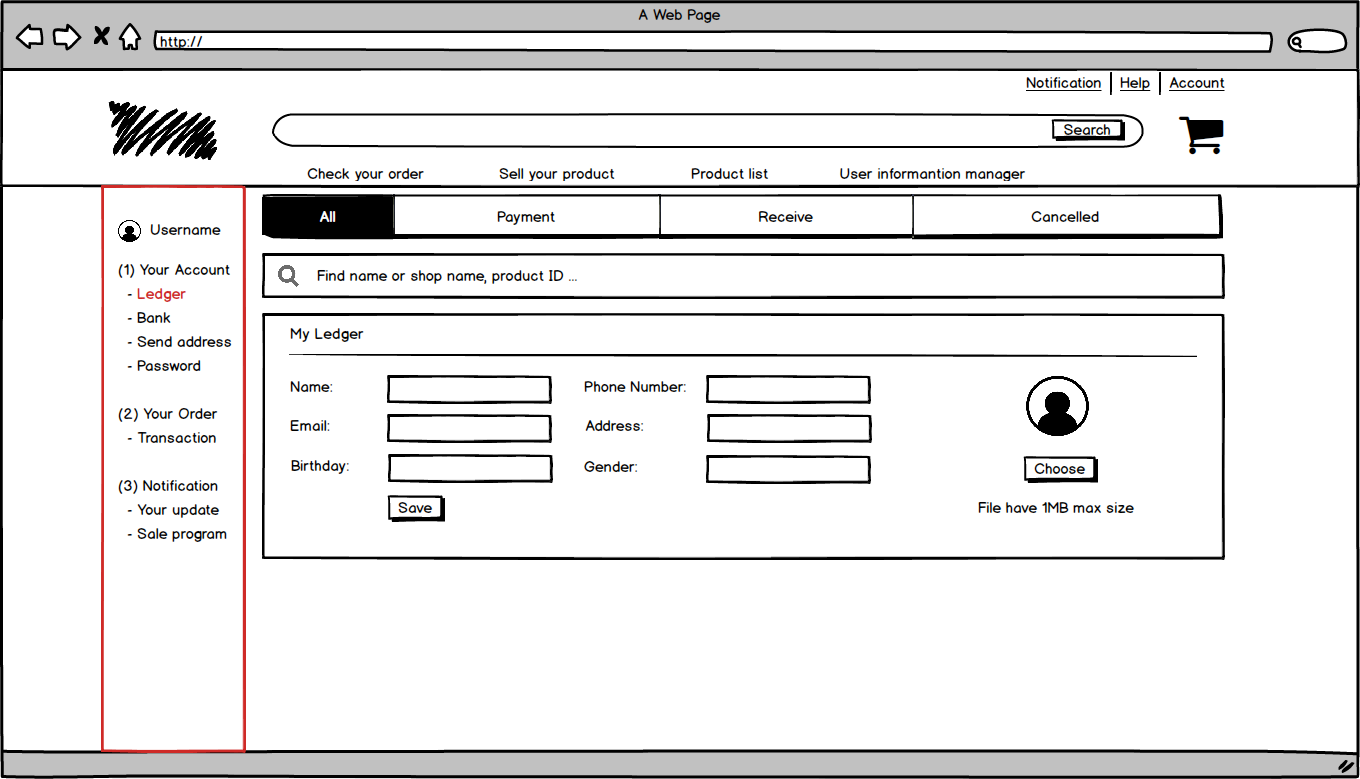 A Web Page
http://
Notification Help Account
Search
Check your order Sell your product Product list User informantion manager
Username
(1) Your Account
- Ledger
- Bank
- Send address
- Password
(2) Your Order
- Transaction
(3) Notification
- Your update
- Sale program
All Payment Receive Cancelled
Find name or shop name, product ID ...
My Ledger
Name: Phone Number:
Email: Address:
Birthday: Gender:
Save
Choose
File have 1MB max size